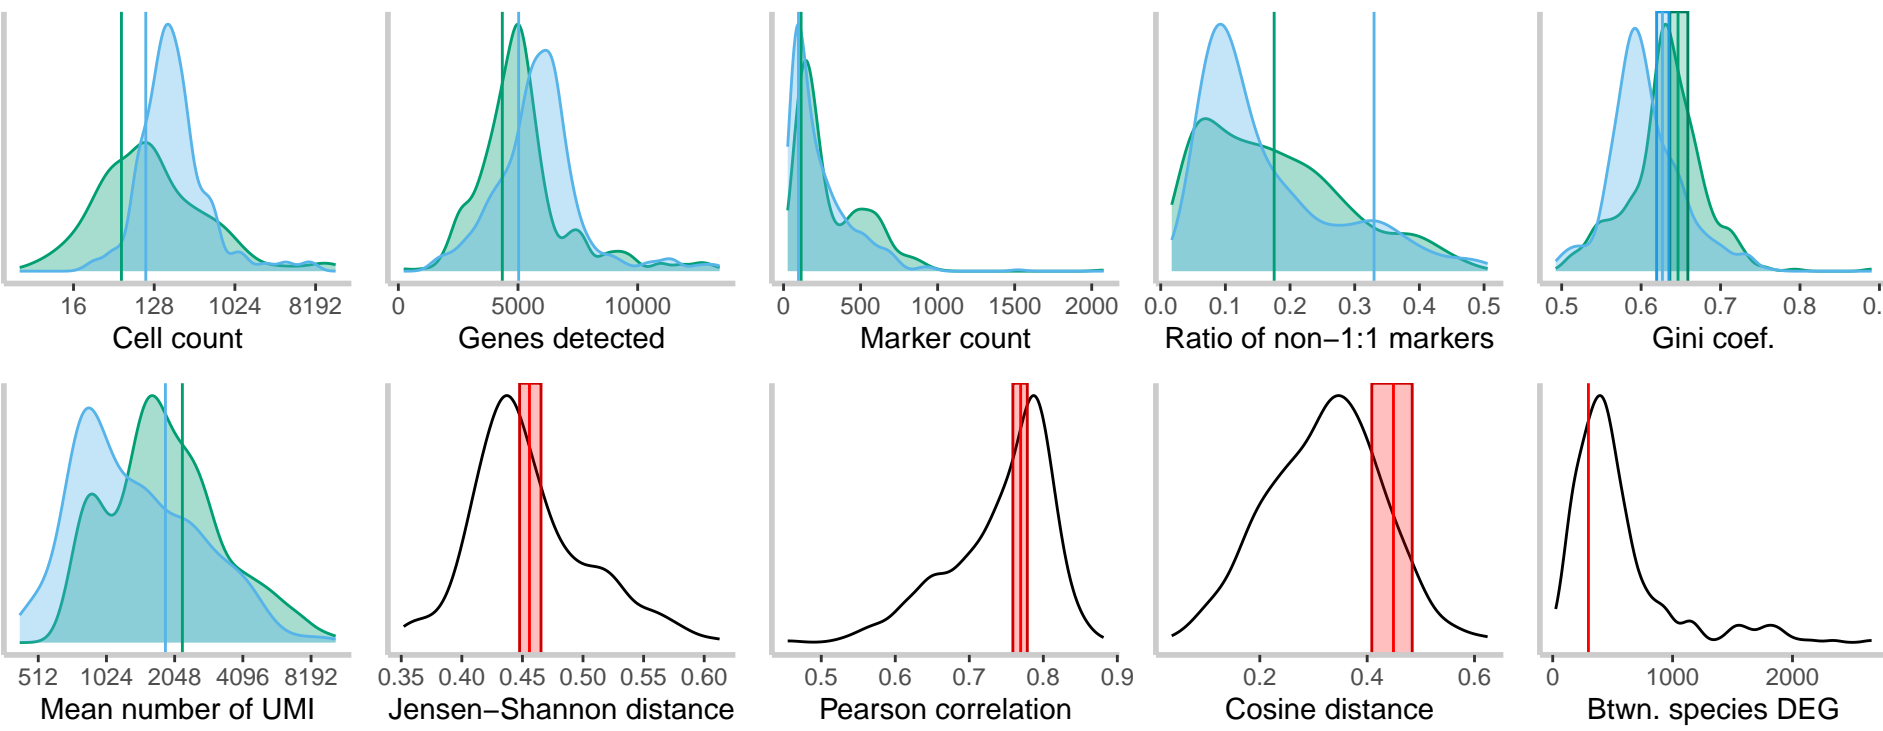 16 128 1024 8192
Cell count
0 5000 10000
Genes detected
0 500 1000 1500 2000
Marker count
0.0 0.1 0.2 0.3 0.4 0.5
Ratio of non−1:1 markers
0.5 0.6 0.7 0.8 0.
Gini coef.
512 1024 2048 4096 8192
Mean number of UMI
0.35 0.40 0.45 0.50 0.55 0.60
Jensen−Shannon distance
0.5 0.6 0.7 0.8 0.9
Pearson correlation
0.2 0.4 0.6
Cosine distance
0 1000 2000
Btwn. species DEG